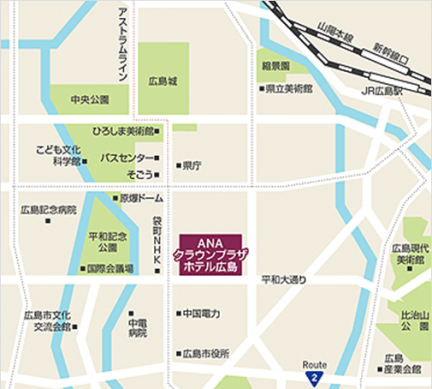 アストラムライン
山陽本線
新幹線口
JR広島駅
広島城
縮景園
県立美術館
中央公園
ひろしま美術館
こども文化
科学館
バスセンター
そごう
県庁
原爆ドーム
広島記念病院
平和記念
公園
袋町NHK
ANA
クラウンプラザ
ホテル広島
国際会議場
平和大通り
広島現代
美術館
広島市文化
交流会館
中電
病院
中国電力
比治山
公園
広島市役所
広島
産業会館
Route
2